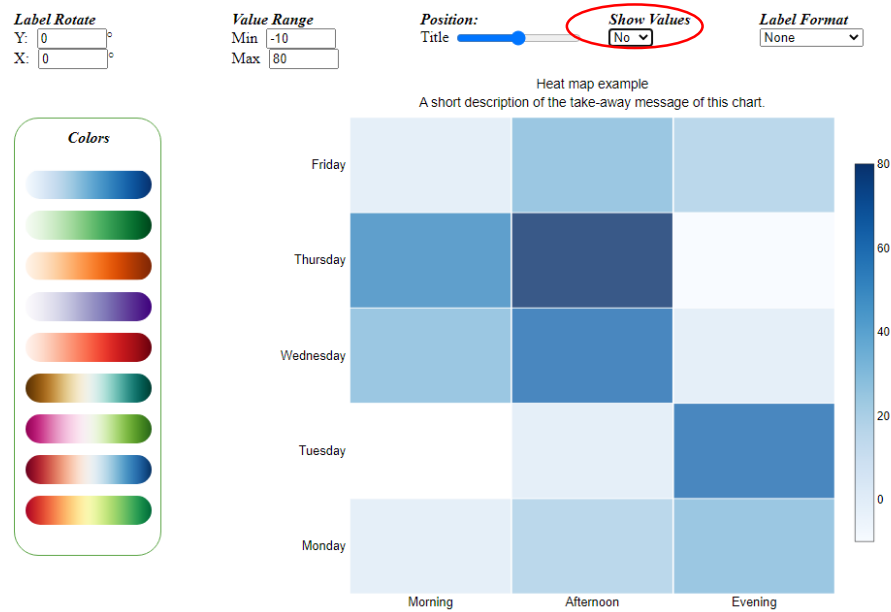 Label Rotate
Y: 0 °
X: 0 °
Value Range
Min -10
Max 80
Position:
Title
Show Values
No
Label Format
None
Heat map example
A short description of the take-away message of this chart.
Colors
Friday
Thursday
Wednesday
Tuesday
Monday
Morning Afternoon Evening
80
60
40
20
0